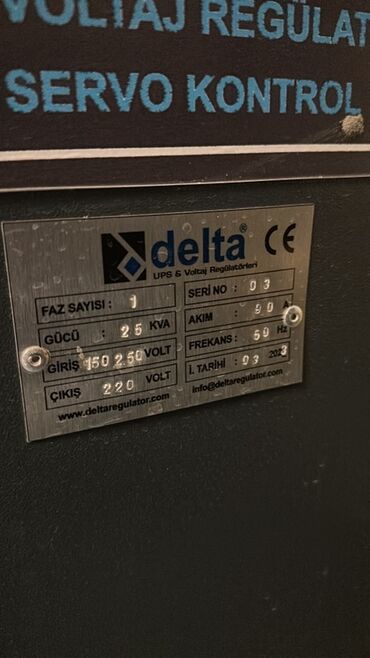 VOLTAJ REGÜLAT
SERVO KONTROL
delta® CE
UPS & Voltaj Regülatörleri
FAZ SAYISI : 1
GÜCÜ : 25 KVA
GİRİŞ 150 250 VOLT
ÇIKIŞ 220 VOLT
www.deltaregulator.com
SERİ NO : 03
AKIM : 90 A
FREKANS : 50 Hz
İ. TARİHİ : 03 2023
info@deltaregulator.com